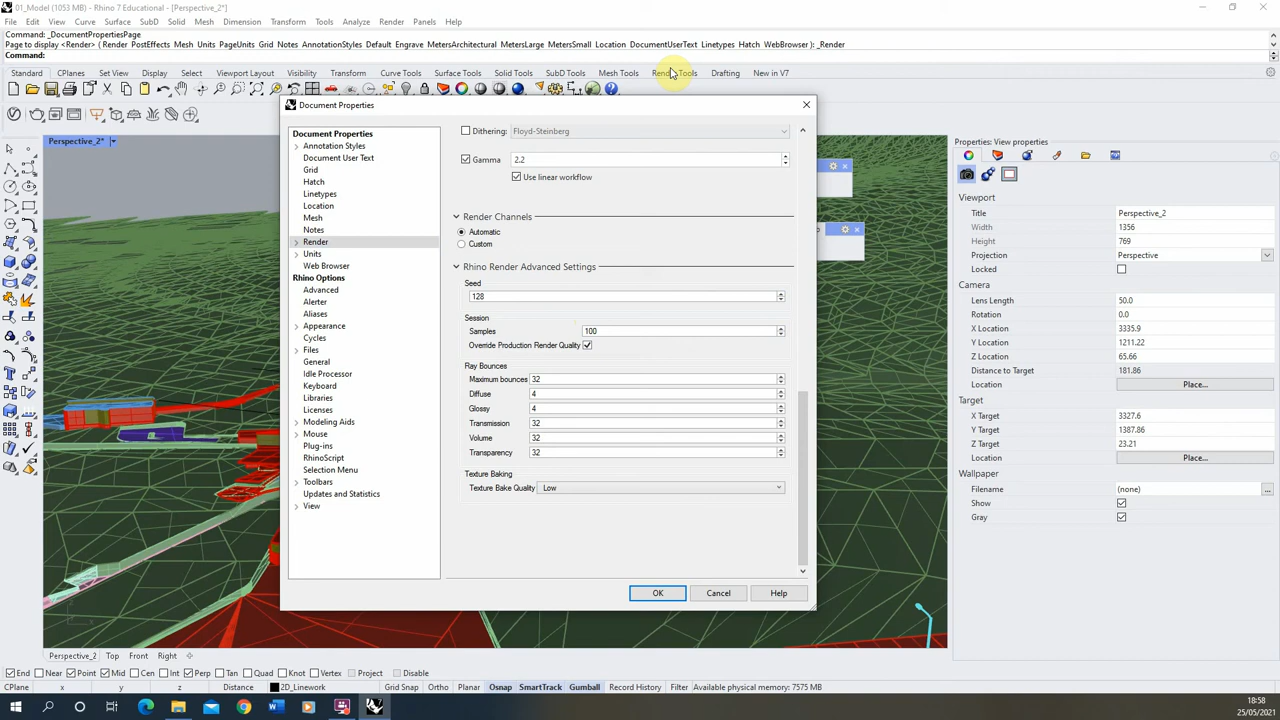 01_Model (1053 MB) - Rhino 7 Educational - [Perspective_2*]
File Edit View Curve Surface SubD Solid Mesh Dimension Transform Tools Analyze Render Panels Help
Command: _DocumentPropertiesPage
Page to display <Render> ( Render PostEffects Mesh Units PageUnits Grid Notes AnnotationStyles Default Engrave MetersArchitectural MetersLarge MetersSmall Location DocumentUserText Linetypes Hatch WebBrowser ): _Render
Command:
Standard CPlanes Set View Display Select Viewport Layout Visibility Transform Curve Tools Surface Tools Solid Tools SubD Tools Mesh Tools Render Tools Drafting New in V7
Perspective_2*
Document Properties
Document Properties
Annotation Styles
Document User Text
Grid
Hatch
Linetypes
Location
Mesh
Notes
Render
Units
Web Browser
Rhino Options
Advanced
Alerter
Aliases
Appearance
Cycles
Files
General
Idle Processor
Keyboard
Libraries
Licenses
Modeling Aids
Mouse
Plug-ins
RhinoScript
Selection Menu
Toolbars
Updates and Statistics
View
Dithering: Floyd-Steinberg
Gamma 2.2
Use linear workflow
Render Channels
Automatic
Custom
Rhino Render Advanced Settings
Seed
128
Session
Samples 100
Override Production Render Quality
Ray Bounces
Maximum bounces 32
Diffuse 4
Glossy 4
Transmission 32
Volume 32
Transparency 32
Texture Baking
Texture Bake Quality Low
OK Cancel Help
Properties: View properties
Viewport
Title Perspective_2
Width 1356
Height 769
Projection Perspective
Locked
Camera
Lens Length 50.0
Rotation 0.0
X Location 3335.9
Y Location 1211.22
Z Location 65.66
Distance to Target 181.86
Location Place...
Target
X Target 3327.6
Y Target 1387.86
Z Target 23.21
Location Place...
Wallpaper
Filename (none) ...
Show
Gray
Perspective_2 Top Front Right
End Near Point Mid Cen Int Perp Tan Quad Knot Vertex Project Disable
CPlane x y z Distance 2D_Linework Grid Snap Ortho Planar Osnap SmartTrack Gumball Record History Filter Available physical memory: 7575 MB
18:58
25/05/2021